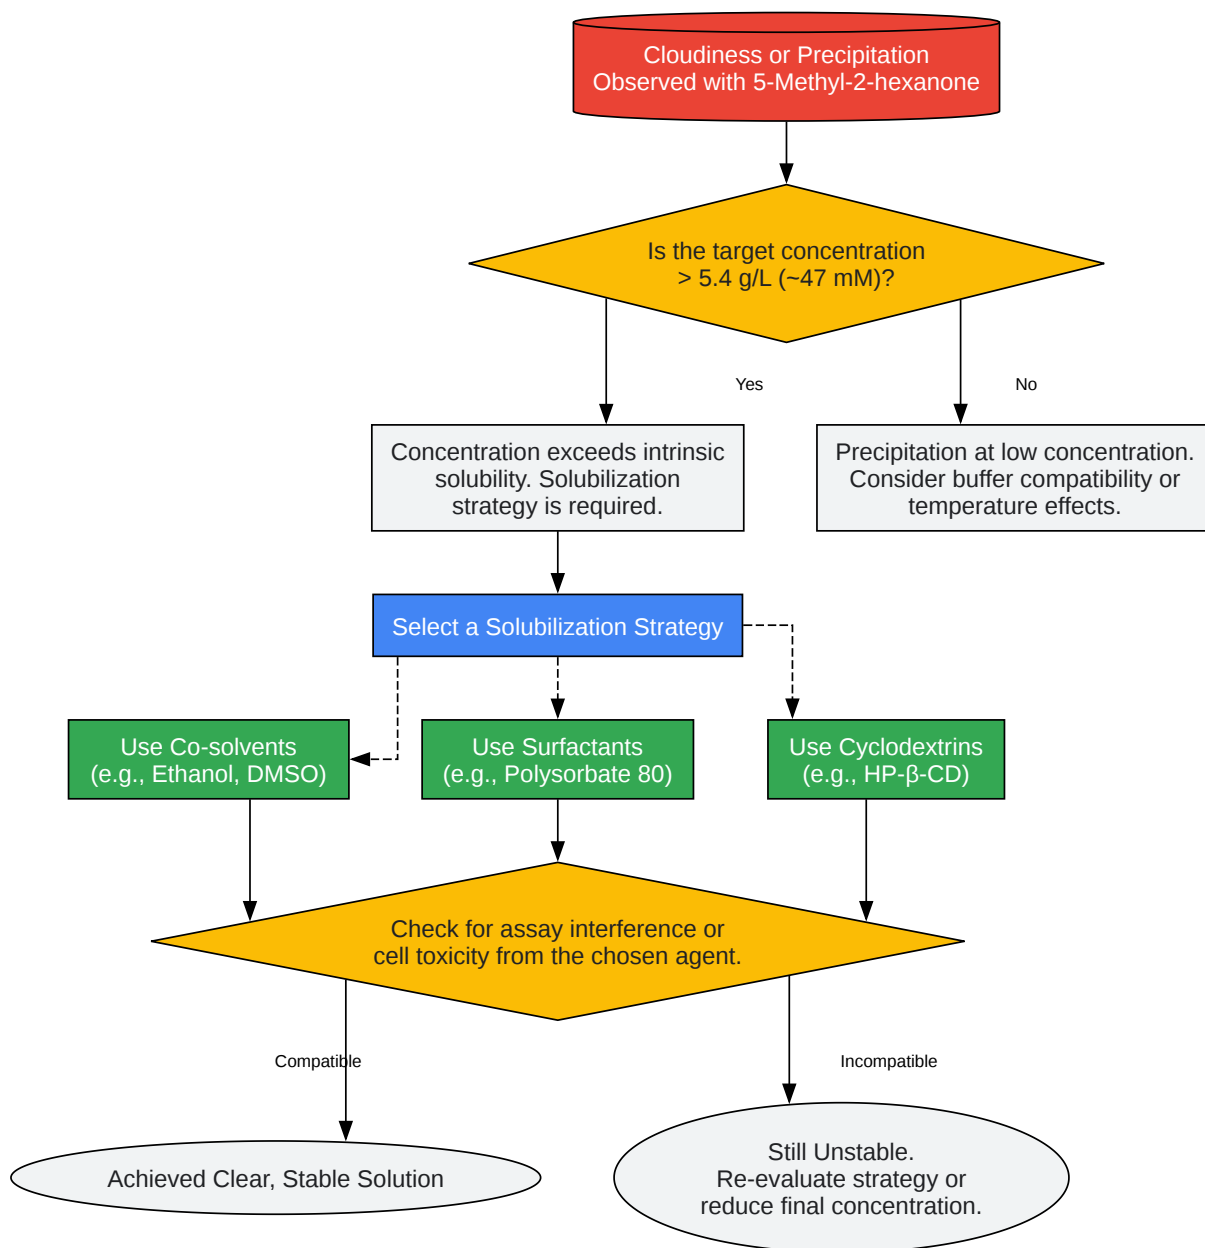 Cloudiness or Precipitation
Observed with 5-Methyl-2-hexanone
Is the target concentration
> 5.4 g/L (~47 mM)?
Yes
No
Concentration exceeds intrinsic
solubility. Solubilization
strategy is required.
Precipitation at low concentration.
Consider buffer compatibility or
temperature effects.
Select a Solubilization Strategy
Use Co-solvents
(e.g., Ethanol, DMSO)
Use Surfactants
(e.g., Polysorbate 80)
Use Cyclodextrins
(e.g., HP-β-CD)
Check for assay interference or
cell toxicity from the chosen agent.
Compatible
Incompatible
Achieved Clear, Stable Solution
Still Unstable.
Re-evaluate strategy or
reduce final concentration.